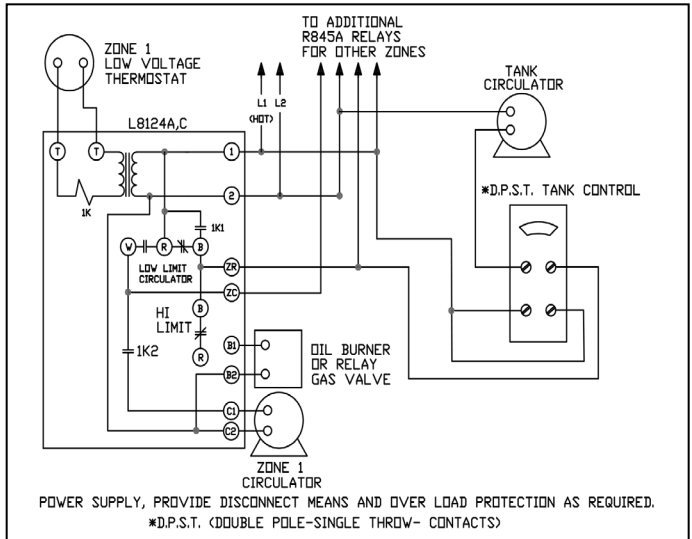 TO ADDITIONAL
R845A RELAYS
FOR OTHER ZONES
ZONE 1
LOW VOLTAGE
THERMOSTAT
TANK
CIRCULATOR
L1 L2
(HOT)
L8124A,C
T
T
1
1K
2
*D.P.S.T. TANK CONTROL
1K1
W
R
B
LOW LIMIT
CIRCULATOR
ZR
ZC
B
HI
LIMIT
R
1K2
B1
B2
OIL BURNER
OR RELAY
GAS VALVE
C1
C2
ZONE 1
CIRCULATOR
POWER SUPPLY, PROVIDE DISCONNECT MEANS AND OVER LOAD PROTECTION AS REQUIRED.
*D.P.S.T. (DOUBLE POLE-SINGLE THROW- CONTACTS)